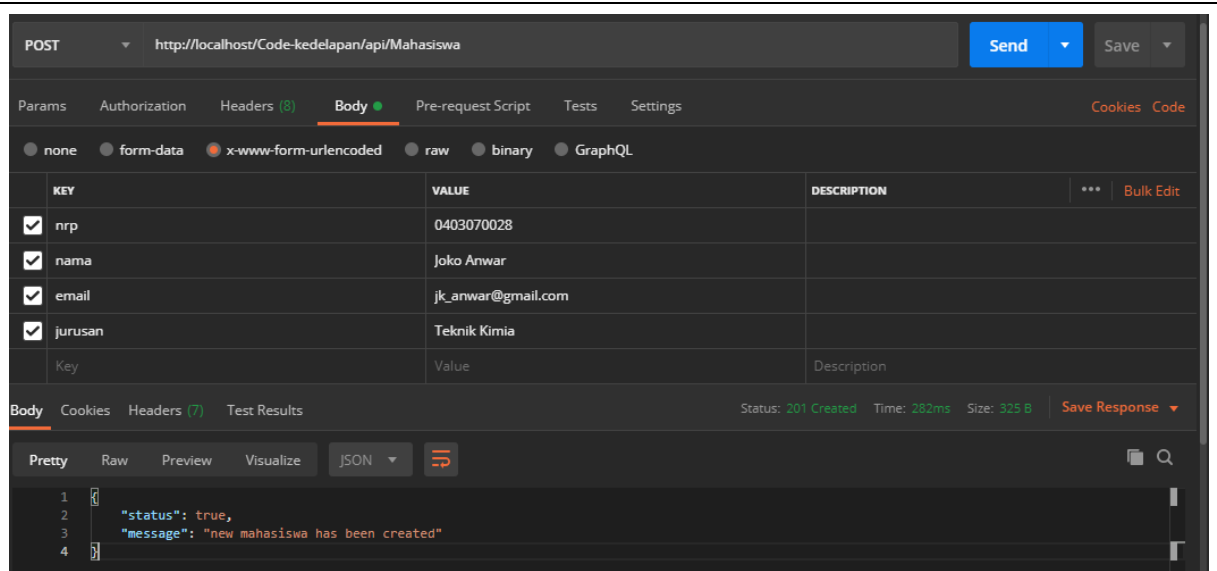 POST http://localhost/Code-kedelapan/api/Mahasiswa Send Save
Params Authorization Headers (8) Body Pre-request Script Tests Settings Cookies Code
none form-data x-www-form-urlencoded raw binary GraphQL
KEY VALUE DESCRIPTION ••• Bulk Edit
nrp 0403070028
nama Joko Anwar
email jk_anwar@gmail.com
jurusan Teknik Kimia
Key Value Description
Body Cookies Headers (7) Test Results Status: 201 Created Time: 282ms Size: 325 B Save Response
Pretty Raw Preview Visualize JSON
1 {
2 "status": true,
3 "message": "new mahasiswa has been created"
4 }